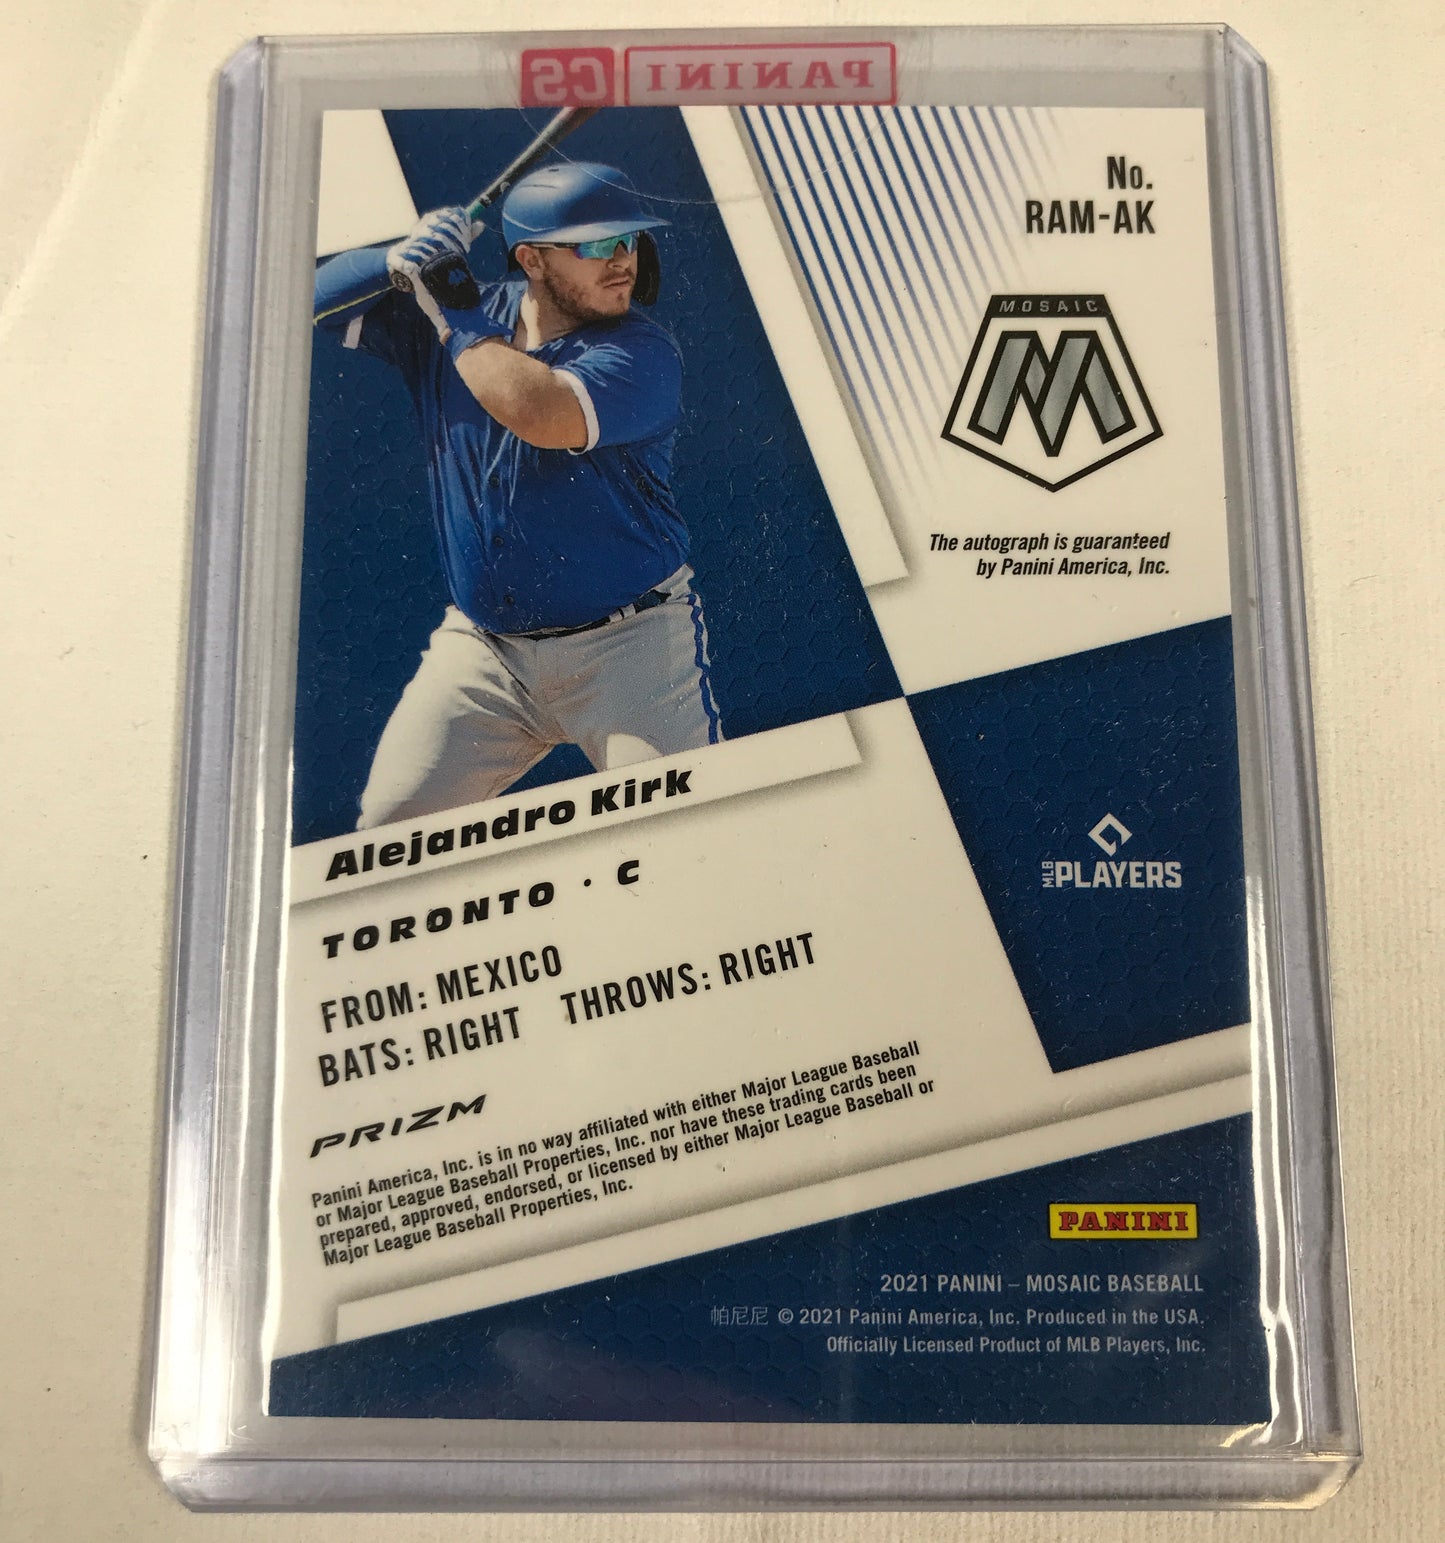 PANINI CS
No.
RAM-AK
MOSAIC
M
The autograph is guaranteed
by Panini America, Inc.
Alejandro Kirk
TORONTO · C
FROM: MEXICO
BATS: RIGHT THROWS: RIGHT
PRIZM
Panini America, Inc. is in no way affiliated with either Major League Baseball
or Major League Baseball Properties, Inc. nor have these trading cards been
prepared, approved, endorsed, or licensed by either Major League Baseball or
Major League Baseball Properties, Inc.
MLB PLAYERS
PANINI
2021 PANINI – MOSAIC BASEBALL
帕尼尼 © 2021 Panini America, Inc. Produced in the USA.
Officially Licensed Product of MLB Players, Inc.